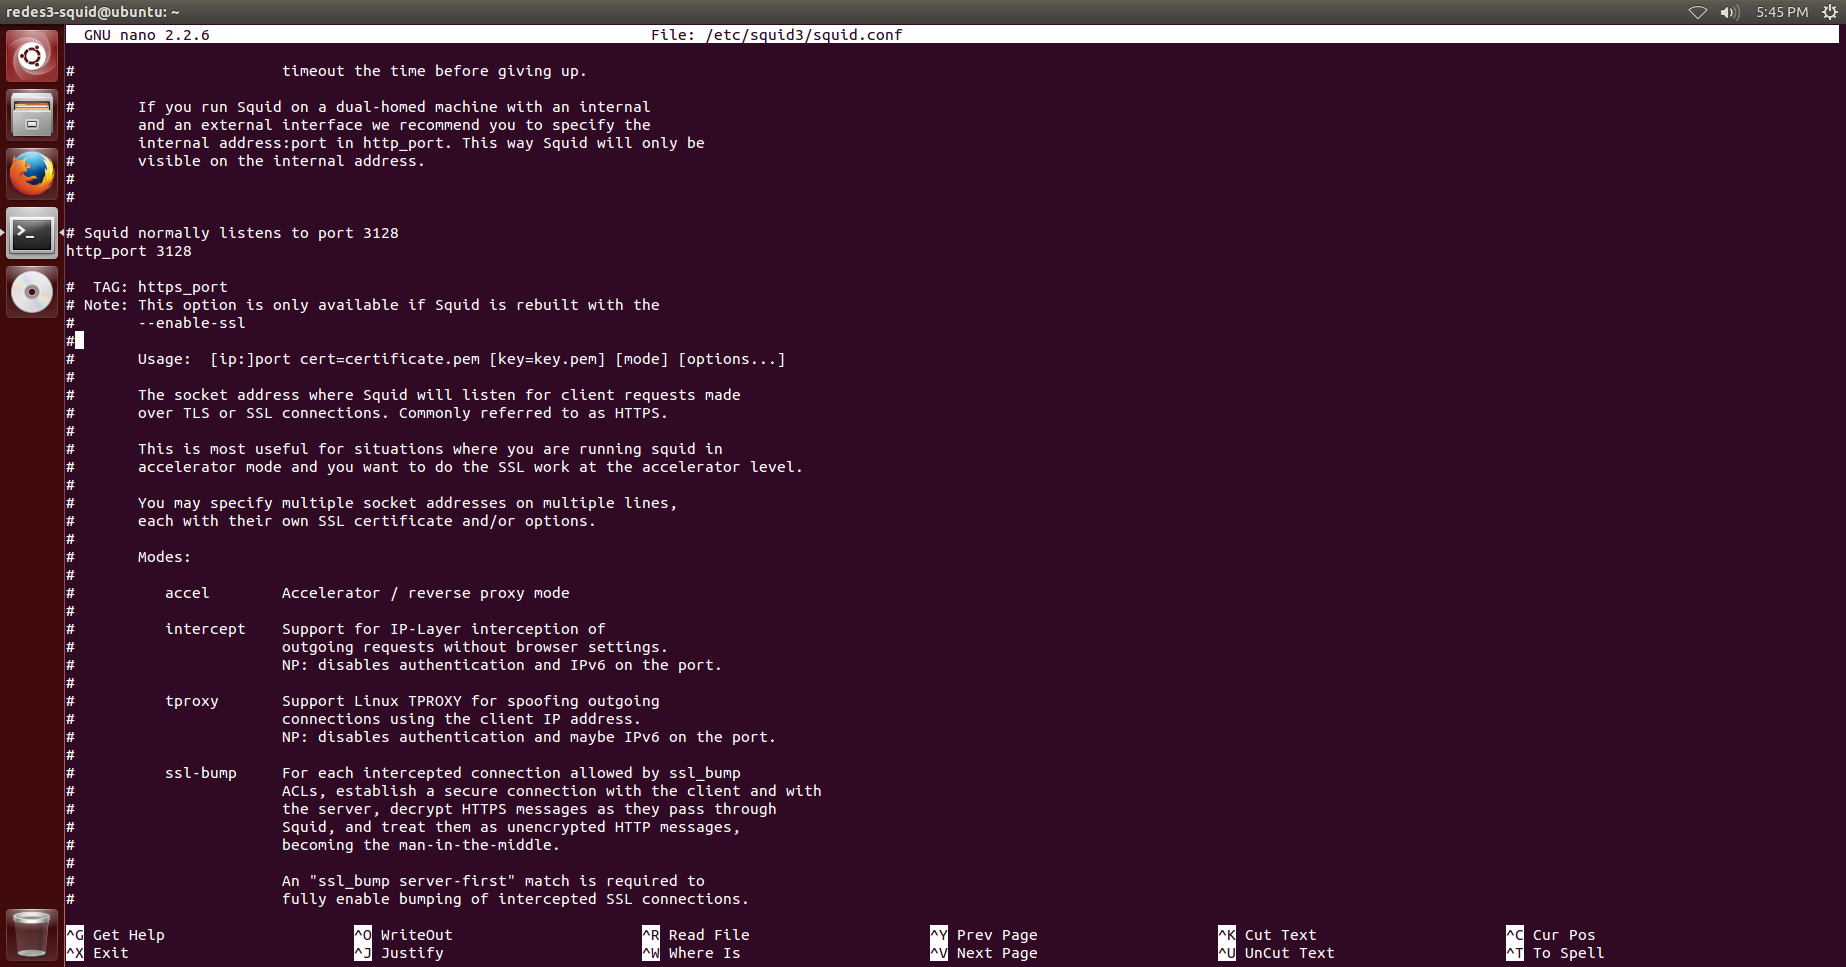 redes3-squid@ubuntu: ~
5:45 PM
GNU nano 2.2.6 File: /etc/squid3/squid.conf
# timeout the time before giving up.
#
# If you run Squid on a dual-homed machine with an internal
# and an external interface we recommend you to specify the
# internal address:port in http_port. This way Squid will only be
# visible on the internal address.
#
#
# Squid normally listens to port 3128
http_port 3128
# TAG: https_port
# Note: This option is only available if Squid is rebuilt with the
# --enable-ssl
#
# Usage: [ip:]port cert=certificate.pem [key=key.pem] [mode] [options...]
#
# The socket address where Squid will listen for client requests made
# over TLS or SSL connections. Commonly referred to as HTTPS.
#
# This is most useful for situations where you are running squid in
# accelerator mode and you want to do the SSL work at the accelerator level.
#
# You may specify multiple socket addresses on multiple lines,
# each with their own SSL certificate and/or options.
#
# Modes:
#
# accel Accelerator / reverse proxy mode
#
# intercept Support for IP-Layer interception of
# outgoing requests without browser settings.
# NP: disables authentication and IPv6 on the port.
#
# tproxy Support Linux TPROXY for spoofing outgoing
# connections using the client IP address.
# NP: disables authentication and maybe IPv6 on the port.
#
# ssl-bump For each intercepted connection allowed by ssl_bump
# ACLs, establish a secure connection with the client and with
# the server, decrypt HTTPS messages as they pass through
# Squid, and treat them as unencrypted HTTP messages,
# becoming the man-in-the-middle.
#
# An "ssl_bump server-first" match is required to
# fully enable bumping of intercepted SSL connections.
^G Get Help ^O WriteOut ^R Read File ^Y Prev Page ^K Cut Text ^C Cur Pos
^X Exit ^J Justify ^W Where Is ^V Next Page ^U UnCut Text ^T To Spell